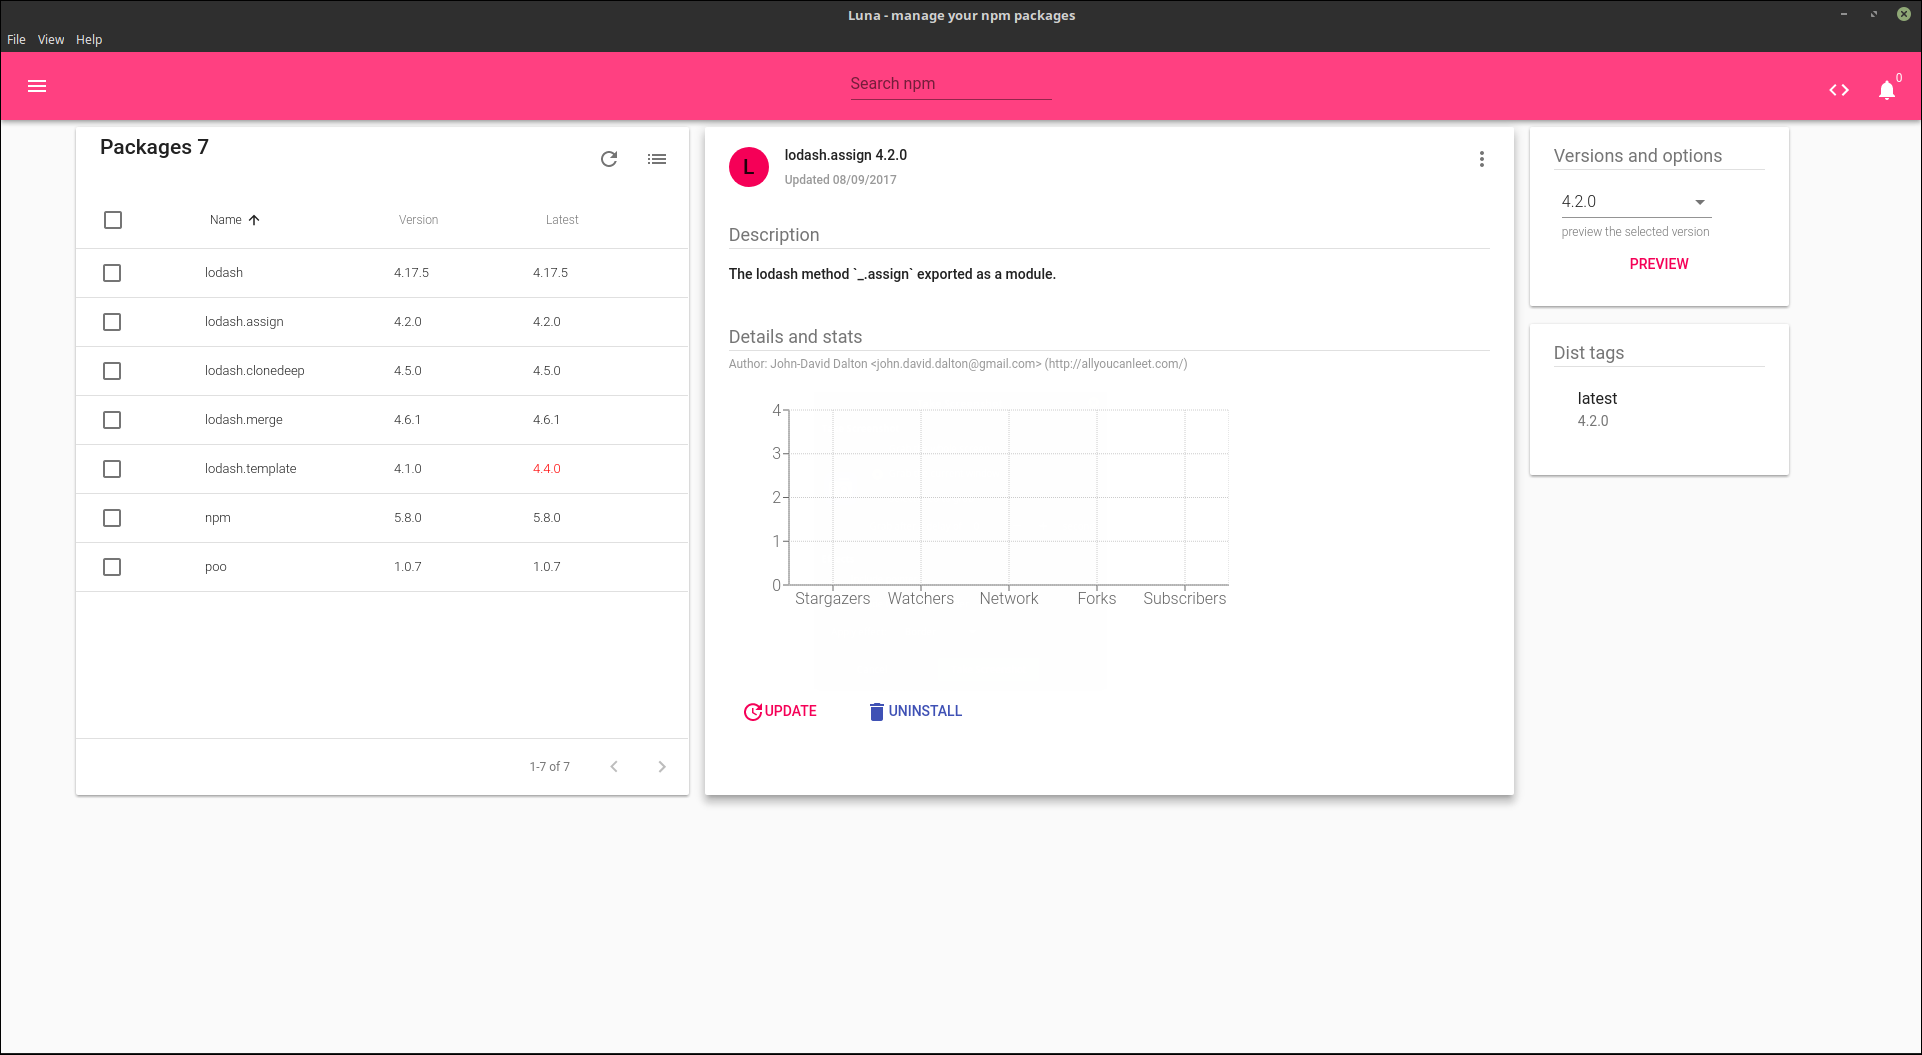 Luna - manage your npm packages
File View Help
Search npm
0
Packages 7
Name Version Latest
lodash 4.17.5 4.17.5
lodash.assign 4.2.0 4.2.0
lodash.clonedeep 4.5.0 4.5.0
lodash.merge 4.6.1 4.6.1
lodash.template 4.1.0 4.4.0
npm 5.8.0 5.8.0
poo 1.0.7 1.0.7
1-7 of 7
L
lodash.assign 4.2.0
Updated 08/09/2017
Description
The lodash method `_.assign` exported as a module.
Details and stats
Author: John-David Dalton <john.david.dalton@gmail.com> (http://allyoucanleet.com/)
4
3
2
1
0
Stargazers Watchers Network Forks Subscribers
UPDATE UNINSTALL
Versions and options
4.2.0
preview the selected version
PREVIEW
Dist tags
latest
4.2.0